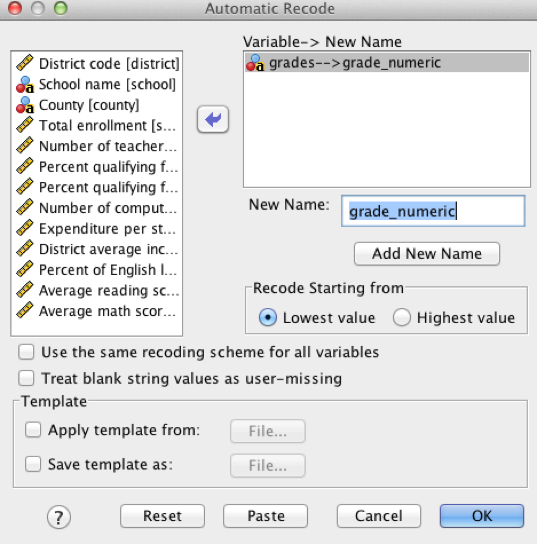 Automatic Recode
Variable-> New Name
District code [district]
School name [school]
County [county]
Total enrollment [s...
Number of teacher...
Percent qualifying f...
Percent qualifying f...
Number of comput...
Expenditure per st...
District average inc...
Percent of English l...
Average reading sc...
Average math scor...
grades-->grade_numeric
New Name: grade_numeric
Add New Name
Recode Starting from
Lowest value Highest value
Use the same recoding scheme for all variables
Treat blank string values as user-missing
Template
Apply template from: File...
Save template as: File...
? Reset Paste Cancel OK